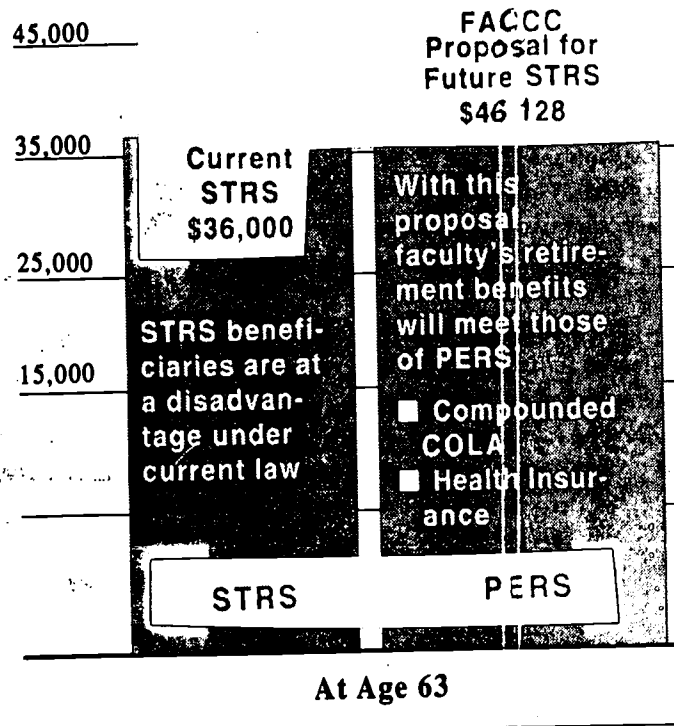 45,000
35,000
25,000
15,000
FACCC
Proposal for
Future STRS
$46 128
Current
STRS
$36,000
STRS benefi-
ciaries are at
a disadvan-
tage under
current law
With this
proposal,
faculty's retire-
ment benefits
will meet those
of PERS
■ Compounded
COLA
■ Health Insur-
ance
STRS
PERS
At Age 63